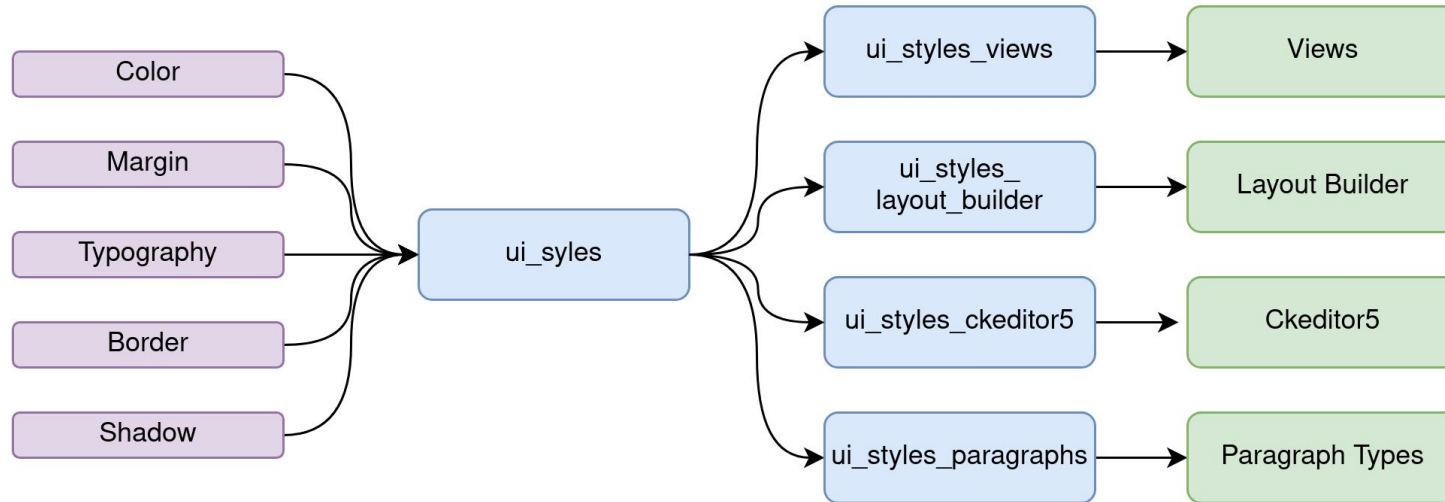 Color
Margin
Typography
Border
Shadow
ui_syles
ui_styles_views
ui_styles_
layout_builder
ui_styles_ckeditor5
ui_styles_paragraphs
Views
Layout Builder
Ckeditor5
Paragraph Types